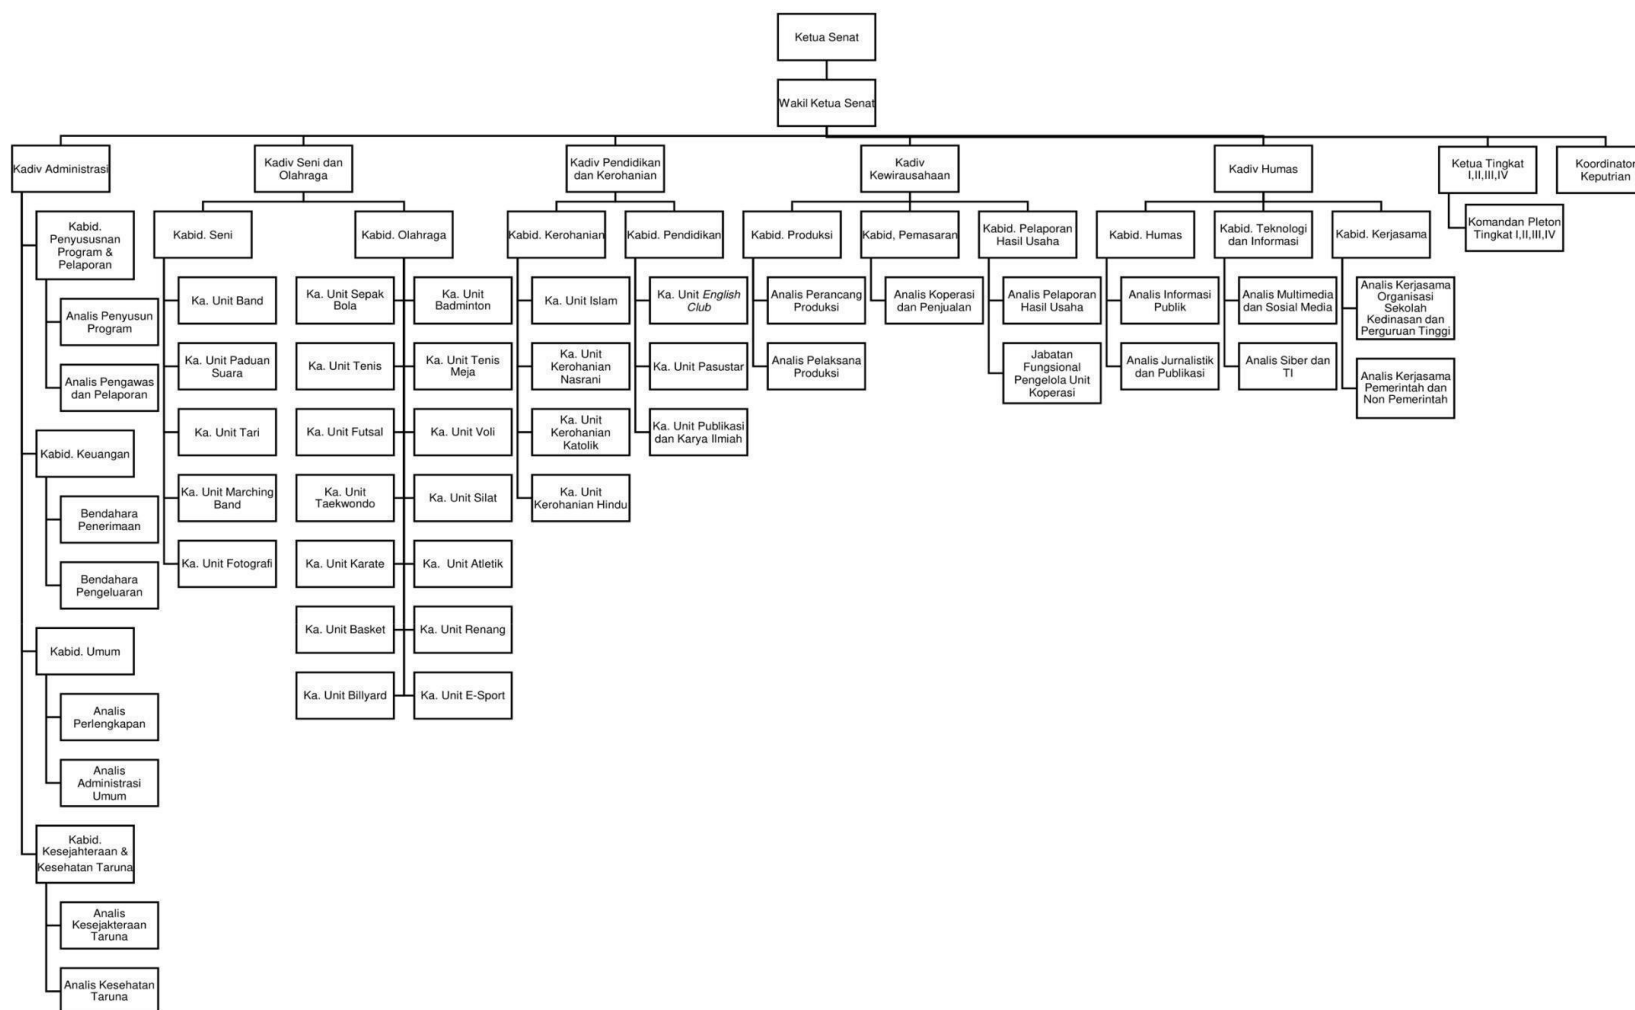 Ketua Senat
Wakil Ketua Senat
Kadiv Administrasi
Kadiv Seni dan
Olahraga
Kadiv Pendidikan
dan Kerohanian
Kadiv
Kewirausahaan
Kadiv Humas
Ketua Tingkat
I,II,III,IV
Koordinator
Keputrian
Komandan Pleton
Tingkat I,II,III,IV
Kabid.
Penyususnan
Program &
Pelaporan
Analis Penyusun
Program
Analis Pengawas
dan Pelaporan
Kabid. Keuangan
Bendahara
Penerimaan
Bendahara
Pengeluaran
Kabid. Umum
Analis
Perlengkapan
Analis
Administrasi
Umum
Kabid.
Kesejahteraan &
Kesehatan Taruna
Analis
Kesejakteraan
Taruna
Analis Kesehatan
Taruna
Kabid. Seni
Ka. Unit Band
Ka. Unit Paduan
Suara
Ka. Unit Tari
Ka. Unit Marching
Band
Ka. Unit Fotografi
Kabid. Olahraga
Ka. Unit Sepak
Bola
Ka. Unit
Badminton
Ka. Unit Tenis
Ka. Unit Tenis
Meja
Ka. Unit Futsal
Ka. Unit Voli
Ka. Unit
Taekwondo
Ka. Unit Silat
Ka. Unit Karate
Ka. Unit Atletik
Ka. Unit Basket
Ka. Unit Renang
Ka. Unit Billyard
Ka. Unit E-Sport
Kabid. Kerohanian
Ka. Unit Islam
Ka. Unit
Kerohanian
Nasrani
Ka. Unit
Kerohanian
Katolik
Ka. Unit
Kerohanian Hindu
Kabid. Pendidikan
Ka. Unit English
Club
Ka. Unit Pasustar
Ka. Unit Publikasi
dan Karya Ilmiah
Kabid. Produksi
Analis Perancang
Produksi
Analis Pelaksana
Produksi
Kabid, Pemasaran
Analis Koperasi
dan Penjualan
Kabid. Pelaporan
Hasil Usaha
Analis Pelaporan
Hasil Usaha
Jabatan
Fungsional
Pengelola Unit
Koperasi
Kabid. Humas
Analis Informasi
Publik
Analis Jurnalistik
dan Publikasi
Kabid. Teknologi
dan Informasi
Analis Multimedia
dan Sosial Media
Analis Siber dan
TI
Kabid. Kerjasama
Analis Kerjasama
Organisasi
Sekolah
Kedinasan dan
Perguruan Tinggi
Analis Kerjasama
Pemerintah dan
Non Pemerintah